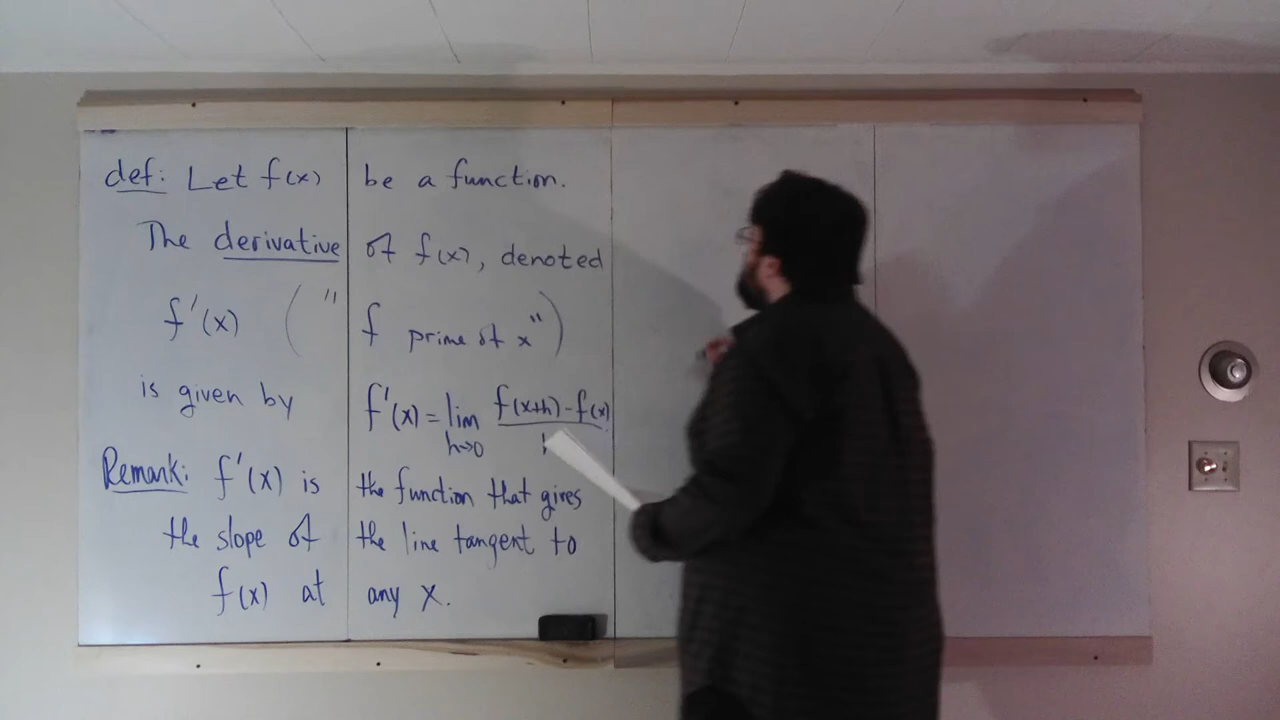 def: Let f(x) be a function.
The derivative of f(x), denoted
f'(x) ("f prime of x")
is given by f'(x) = lim h→0 f(x+h)-f(x)
Remark: f'(x) is the function that gives
the slope of the line tangent to
f(x) at any x.